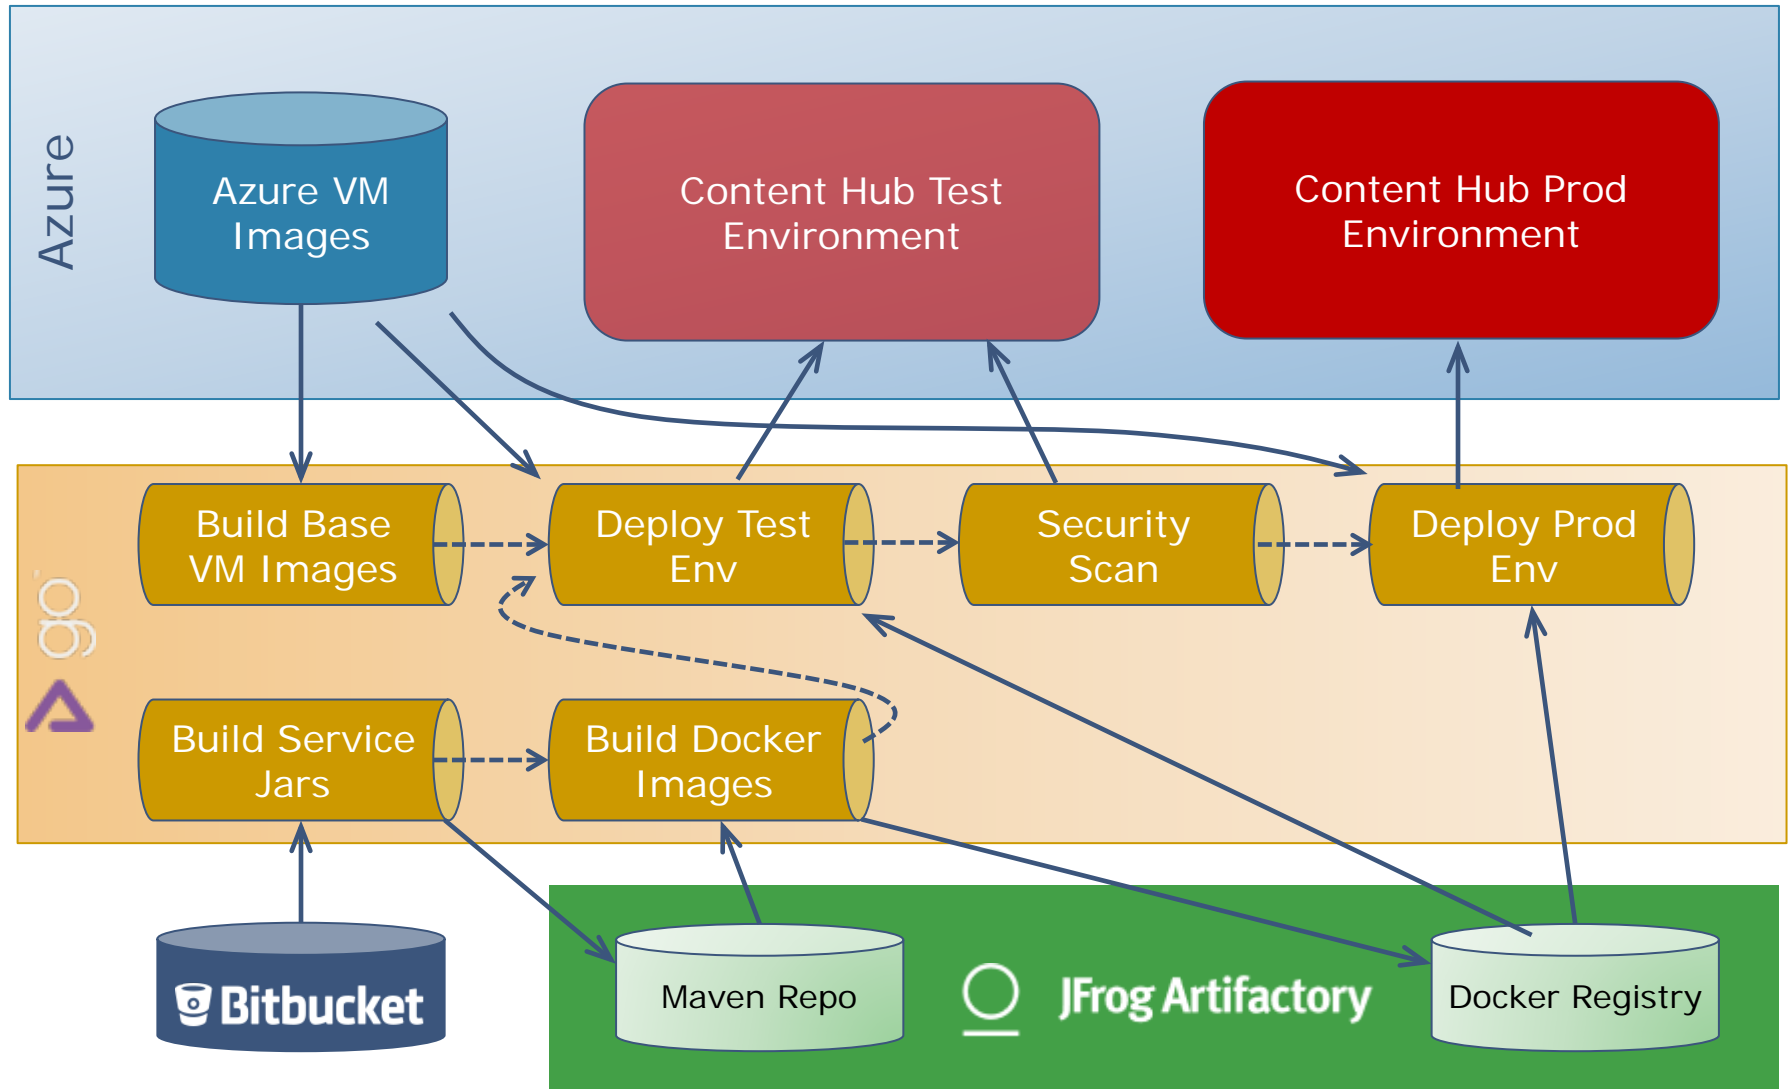 Azure
Azure VM
Images
Content Hub Test
Environment
Content Hub Prod
Environment
go
Build Base
VM Images
Deploy Test
Env
Security
Scan
Deploy Prod
Env
Build Service
Jars
Build Docker
Images
Bitbucket
Maven Repo
JFrog Artifactory
Docker Registry